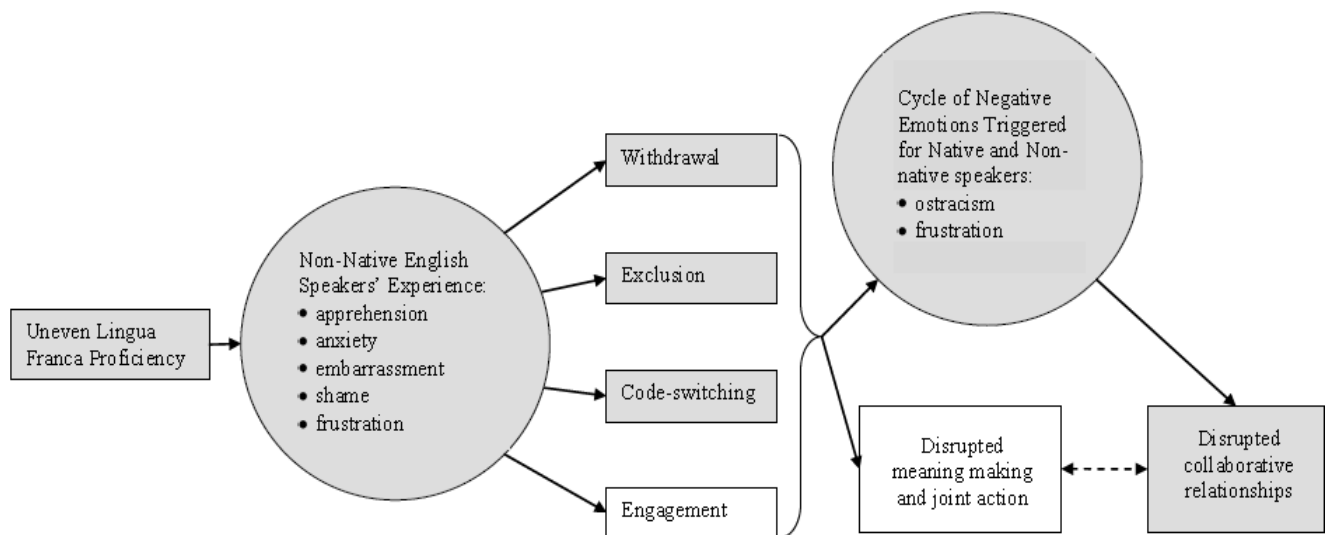 Uneven Lingua
Franca Proficiency
Non-Native English
Speakers’ Experience:
• apprehension
• anxiety
• embarrassment
• shame
• frustration
Withdrawal
Exclusion
Code-switching
Engagement
Cycle of Negative
Emotions Triggered
for Native and Non-
native speakers:
• ostracism
• frustration
Disrupted
meaning making
and joint action
Disrupted
collaborative
relationships